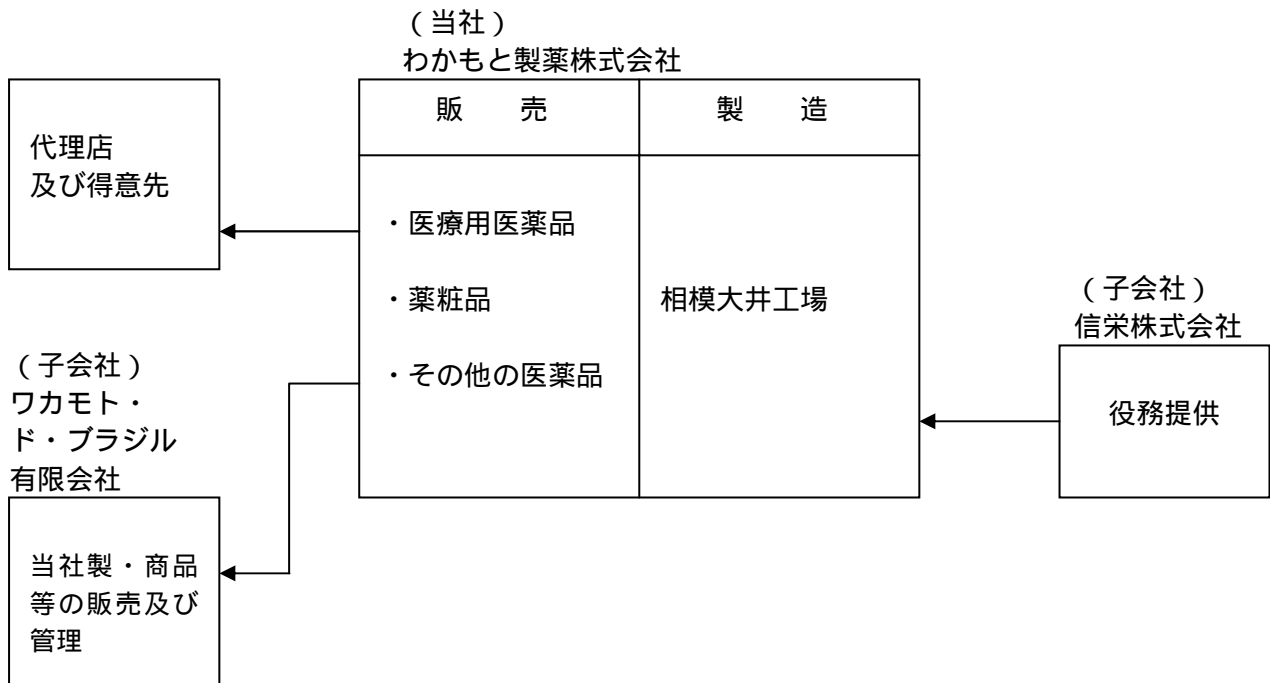 （当社）
わかもと製薬株式会社
販　　売
製　　造
代理店
及び得意先
・医療用医薬品
・薬粧品
・その他の医薬品
相模大井工場
（子会社）
信栄株式会社
役務提供
（子会社）
ワカモト・
ド・ブラジル
有限会社
当社製・商品
等の販売及び
管理